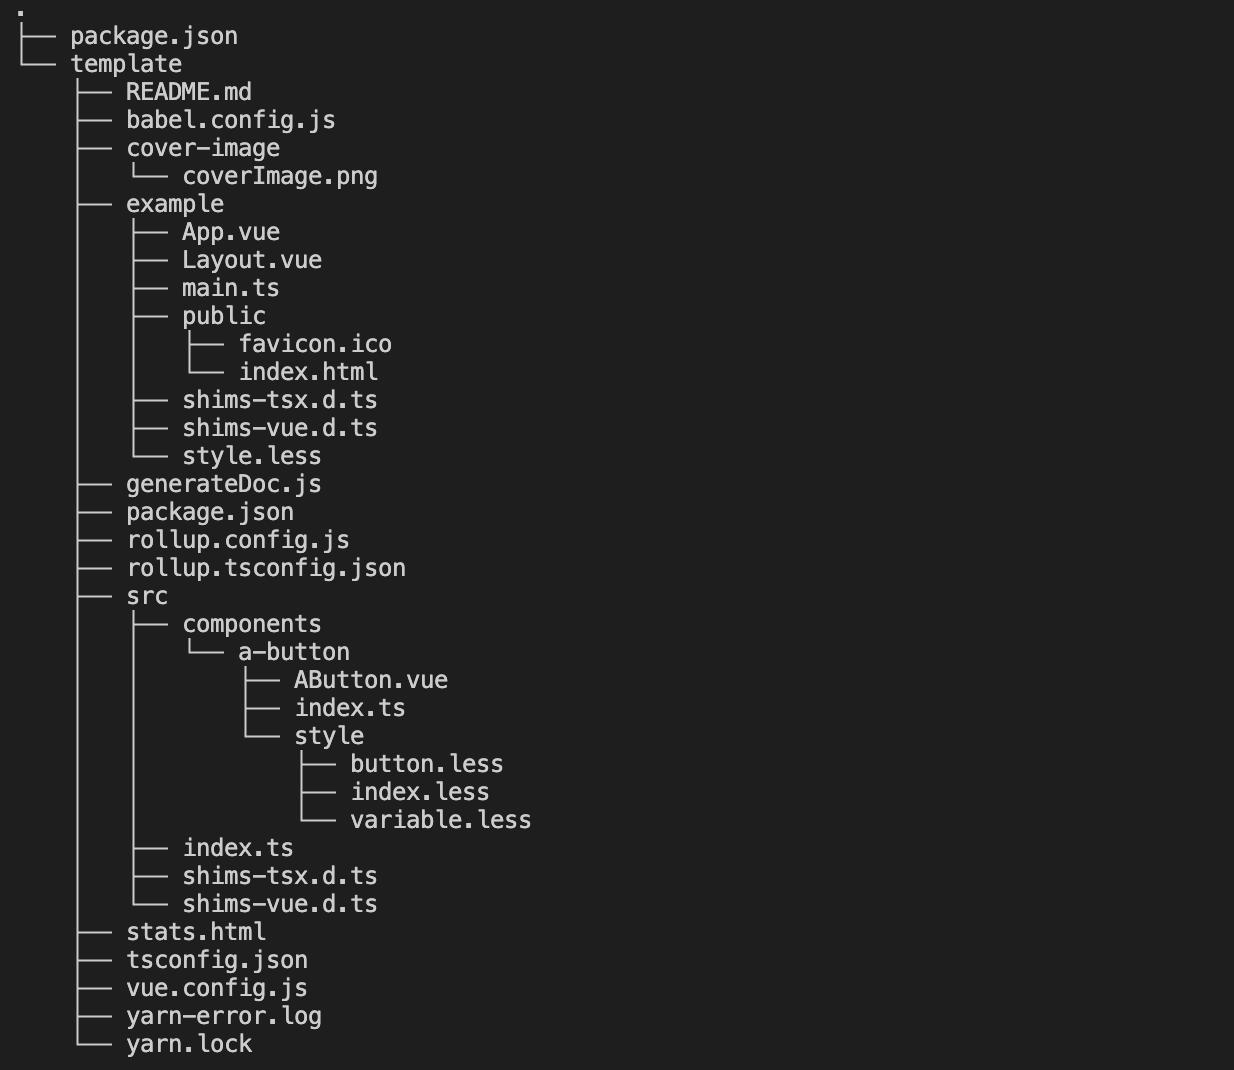 .
├── package.json
└── template
    ├── README.md
    ├── babel.config.js
    ├── cover-image
    │   └── coverImage.png
    ├── example
    │   ├── App.vue
    │   ├── Layout.vue
    │   ├── main.ts
    │   ├── public
    │   │   ├── favicon.ico
    │   │   └── index.html
    │   ├── shims-tsx.d.ts
    │   ├── shims-vue.d.ts
    │   └── style.less
    ├── generateDoc.js
    ├── package.json
    ├── rollup.config.js
    ├── rollup.tsconfig.json
    ├── src
    │   ├── components
    │   │   └── a-button
    │   │       ├── AButton.vue
    │   │       ├── index.ts
    │   │       └── style
    │   │           ├── button.less
    │   │           ├── index.less
    │   │           └── variable.less
    │   ├── index.ts
    │   ├── shims-tsx.d.ts
    │   └── shims-vue.d.ts
    ├── stats.html
    ├── tsconfig.json
    ├── vue.config.js
    ├── yarn-error.log
    └── yarn.lock